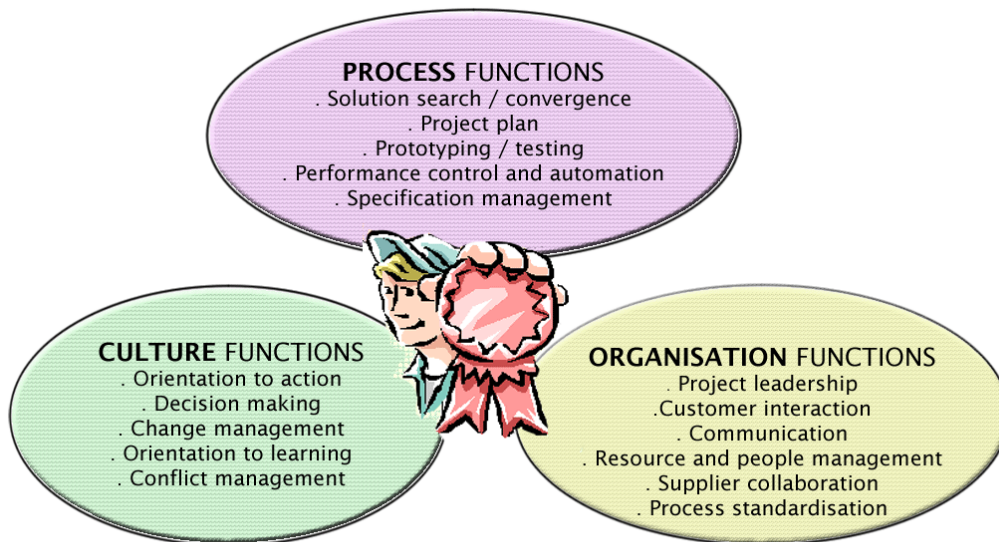 PROCESS FUNCTIONS
. Solution search / convergence
. Project plan
. Prototyping / testing
. Performance control and automation
. Specification management
CULTURE FUNCTIONS
. Orientation to action
. Decision making
. Change management
. Orientation to learning
. Conflict management
ORGANISATION FUNCTIONS
. Project leadership
.Customer interaction
. Communication
. Resource and people management
. Supplier collaboration
. Process standardisation